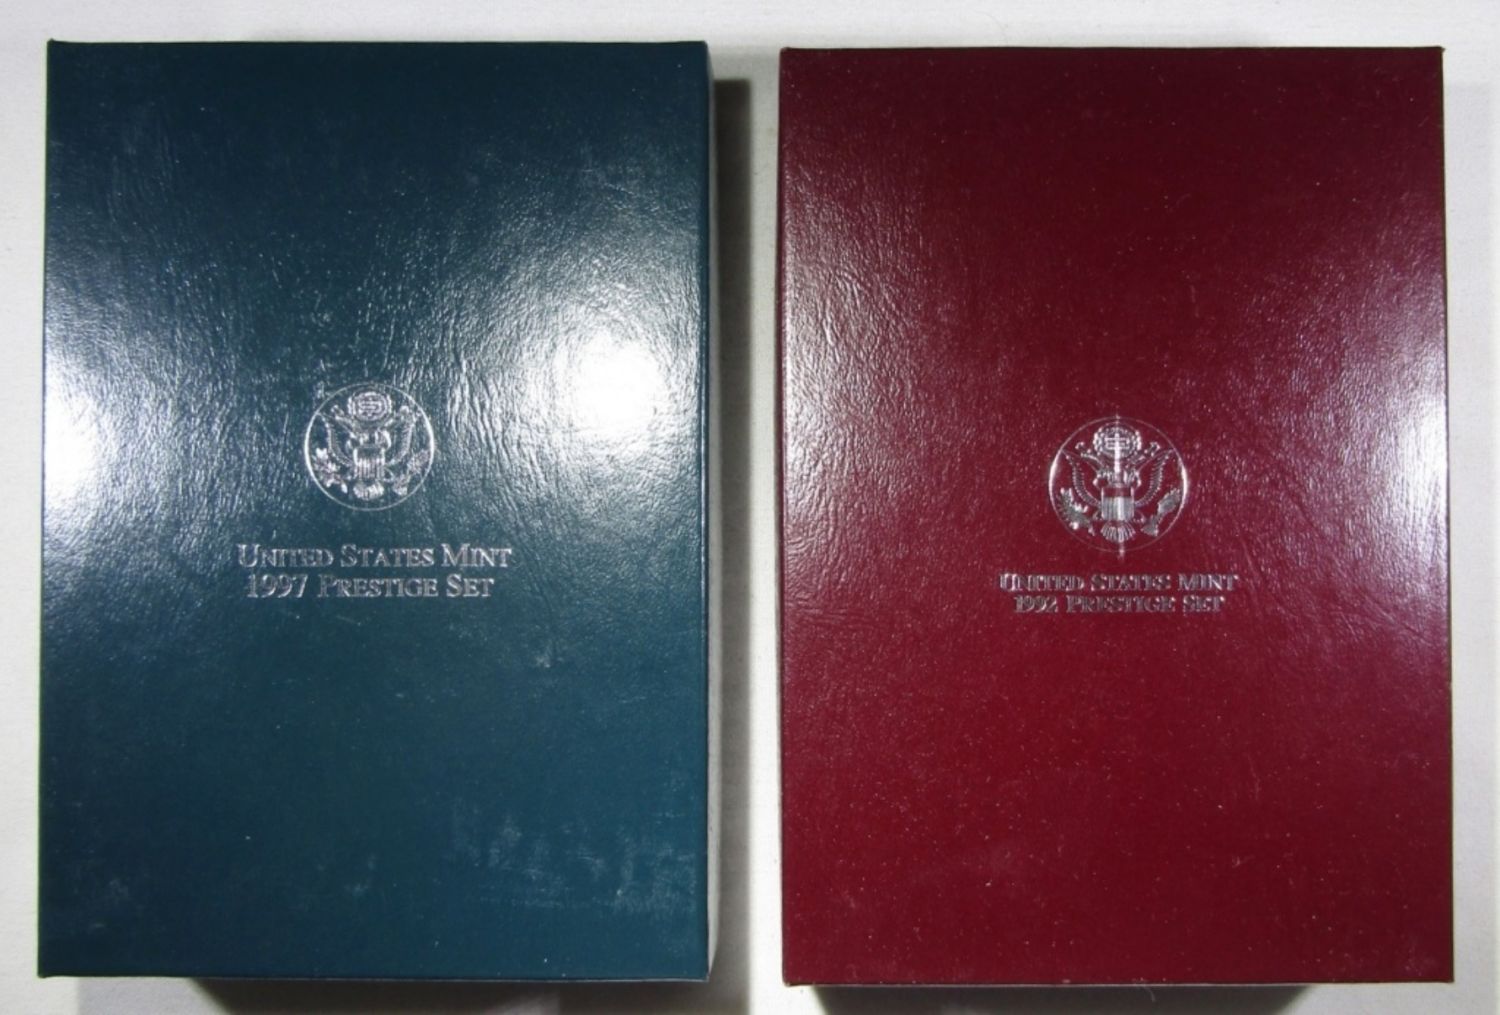 UNITED STATES MINT
1997 PRESTIGE SET
UNITED STATES MINT
1992 PRESTIGE SET